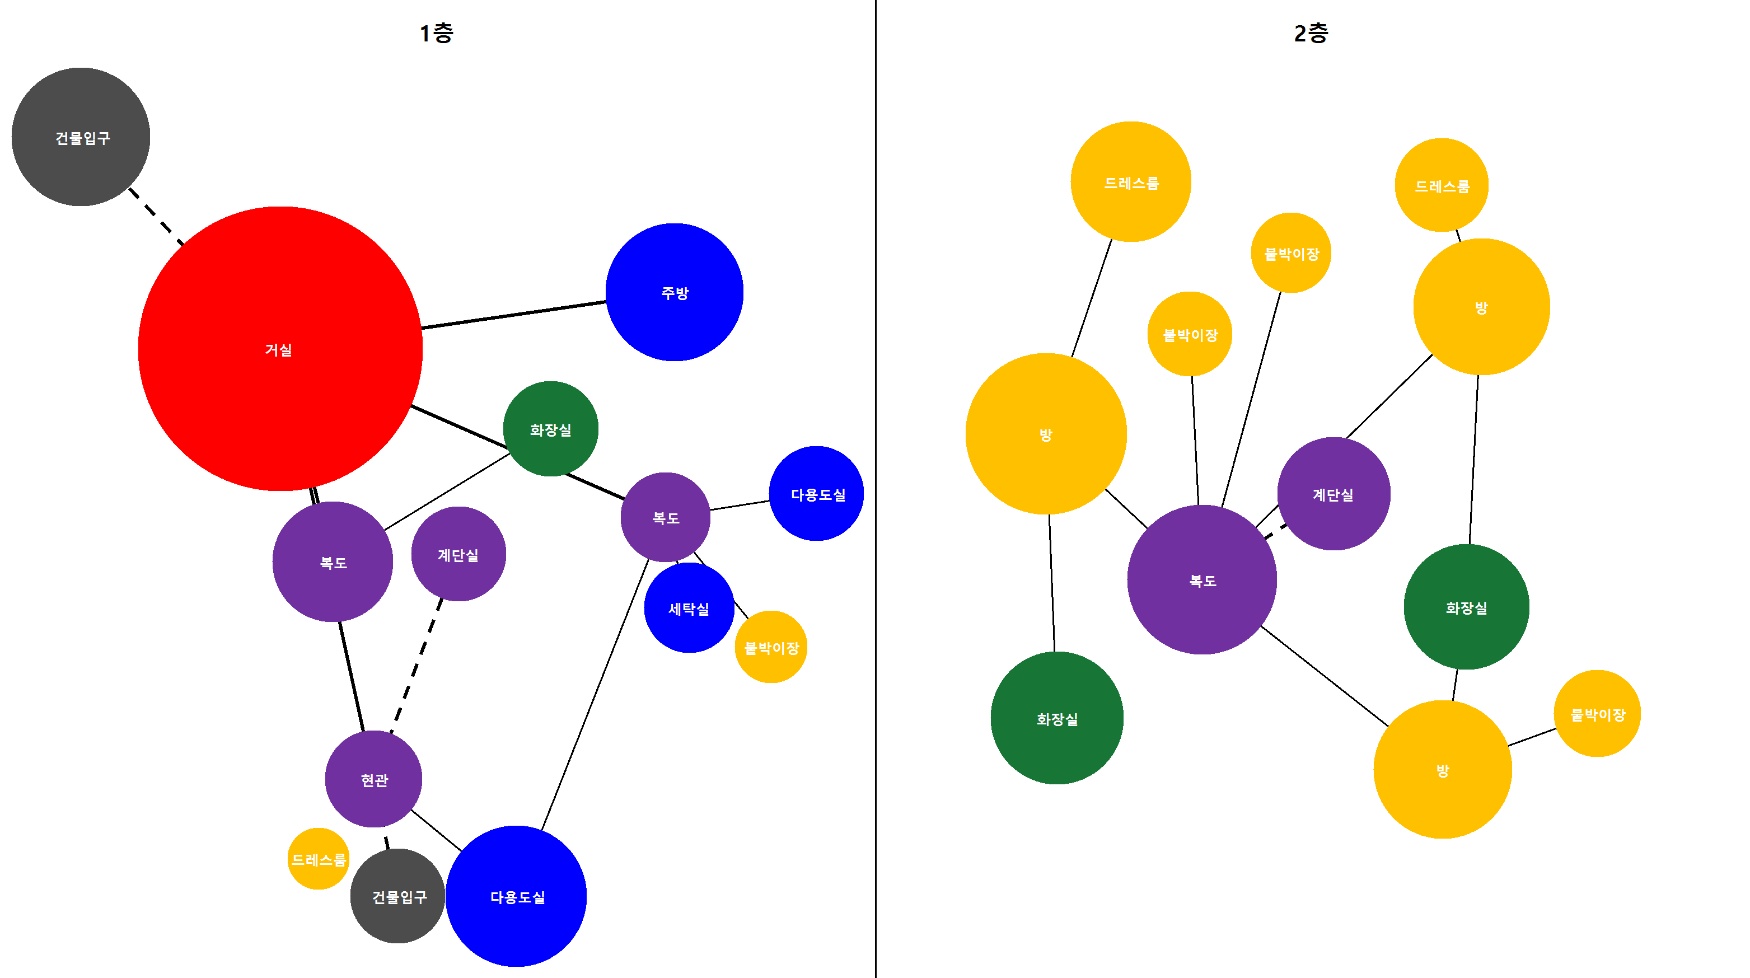 1층
건물입구
주방
거실
화장실
다용도실
복도
계단실
복도
세탁실
붙박이장
현관
드레스룸
건물입구
다용도실
2층
드레스룸
드레스룸
붙박이장
방
붙박이장
방
계단실
복도
화장실
화장실
붙박이장
방